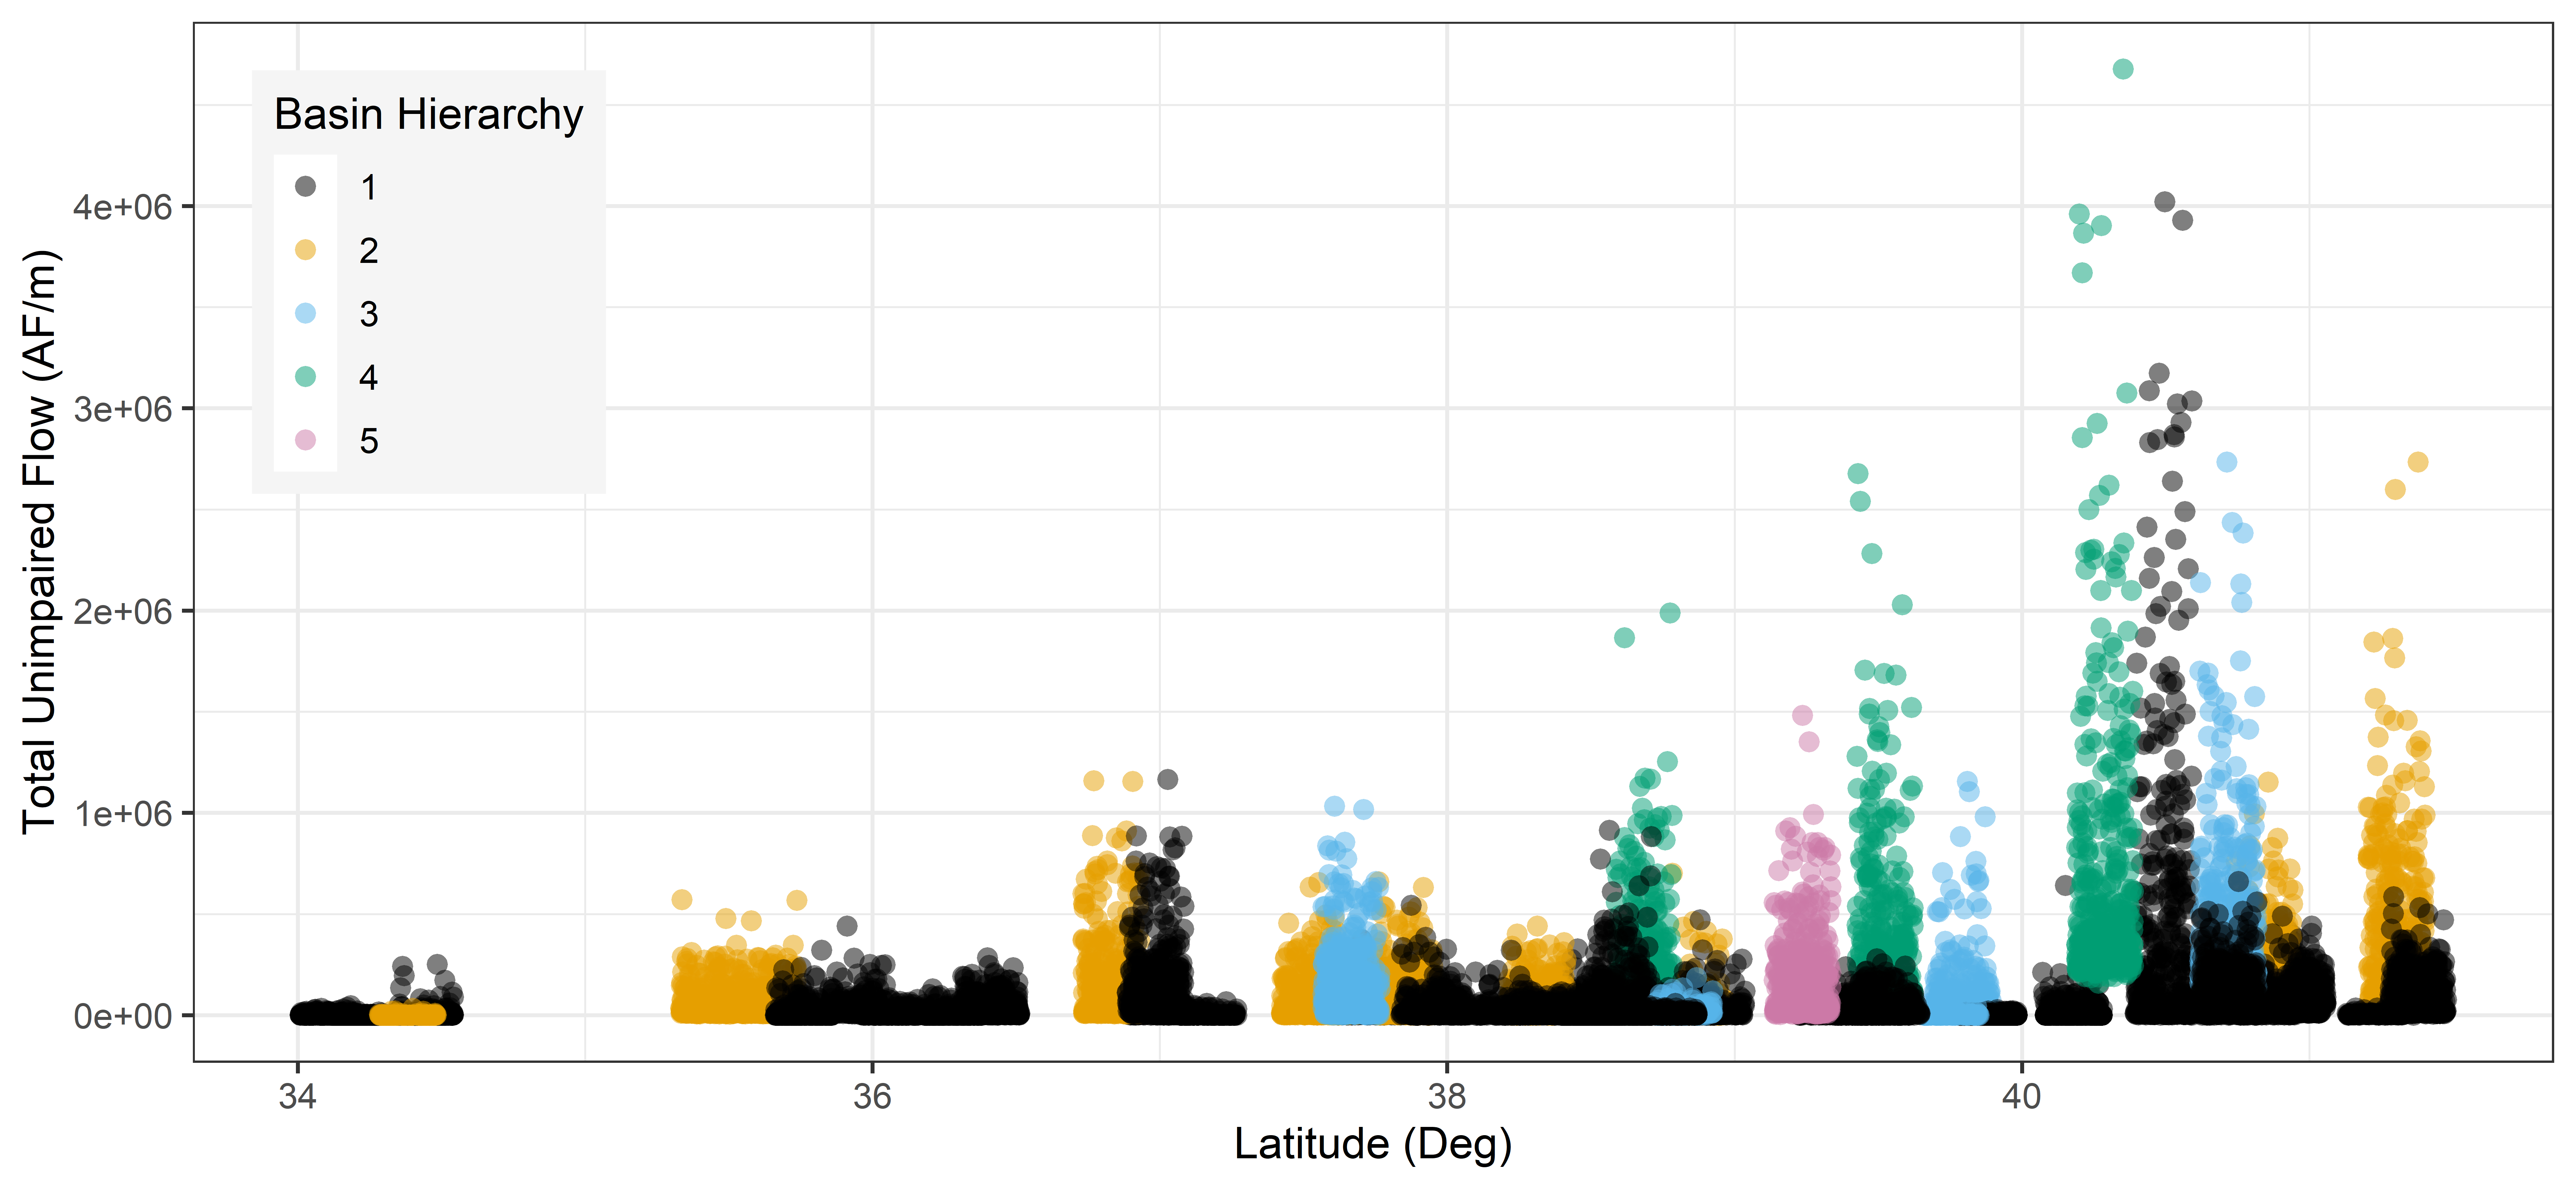 Basin Hierarchy
1
2
3
4
5
Total Unimpaired Flow (AF/m)
4e+06
3e+06
2e+06
1e+06
0e+00
34
36
38
40
Latitude (Deg)